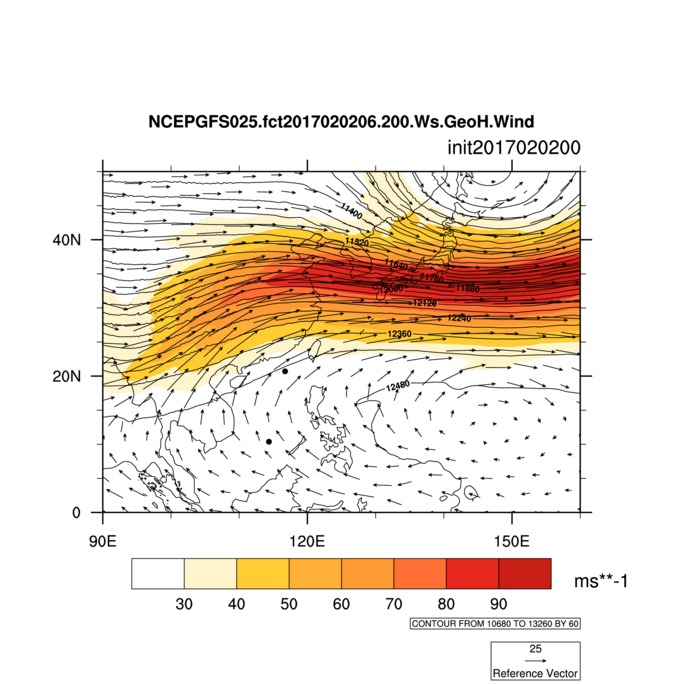 NCEPGFS025.fct2017020206.200.Ws.GeoH.Wind
init2017020200
40N
20N
0
90E
120E
150E
11400
11520
11640
11760
11880
12000
12120
12240
12360
12480
30
40
50
60
70
80
90
ms**-1
CONTOUR FROM 10680 TO 13260 BY 60
25
Reference Vector